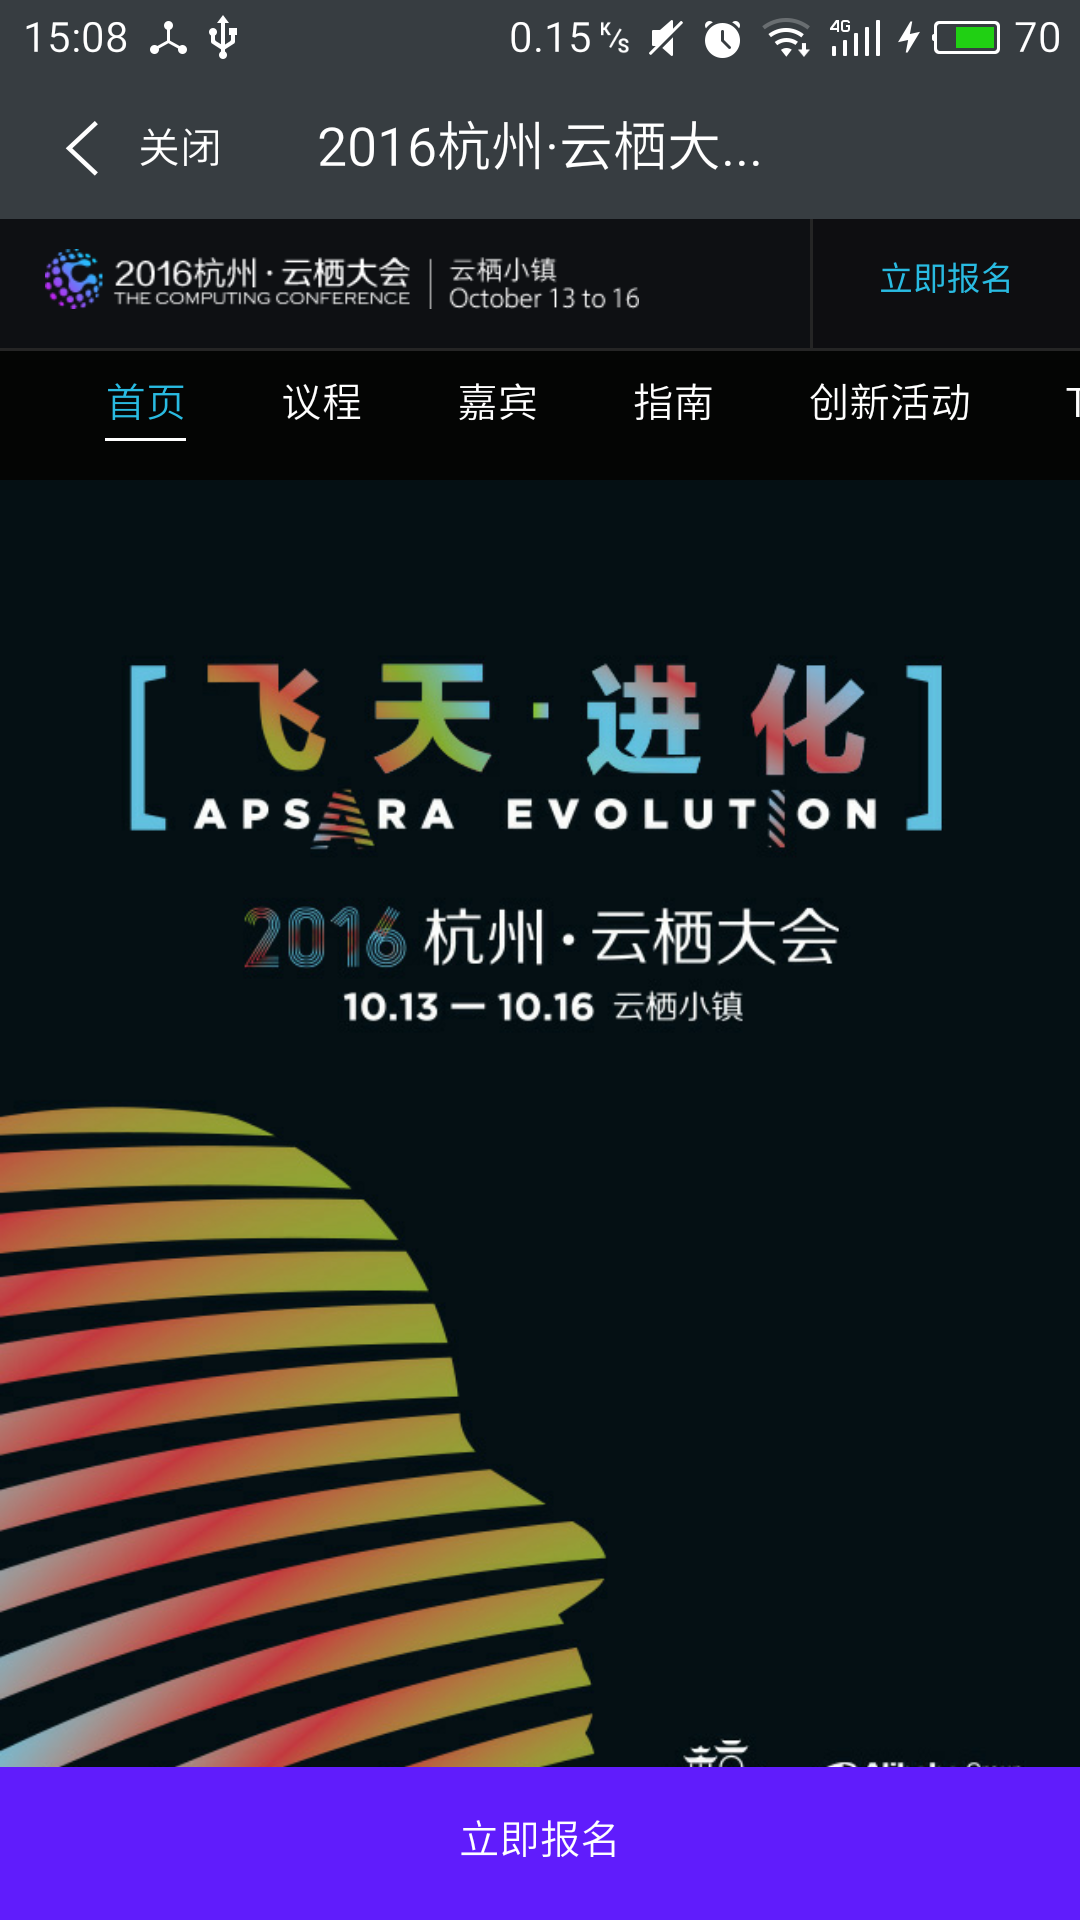 15:08 0.15 K/S 4G 70
关闭 2016杭州·云栖大...
2016杭州·云栖大会
THE COMPUTING CONFERENCE
云栖小镇
October 13 to 16
立即报名
首页 议程 嘉宾 指南 创新活动
[飞天·进化]
APSARA EVOLUTION
2016 杭州·云栖大会
10.13 — 10.16 云栖小镇
立即报名